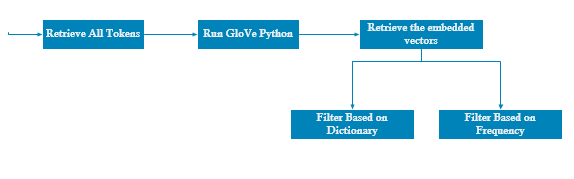 Retrieve All Tokens
Run GloVe Python
Retrieve the embedded
vectors
Filter Based on
Dictionary
Filter Based on
Frequency